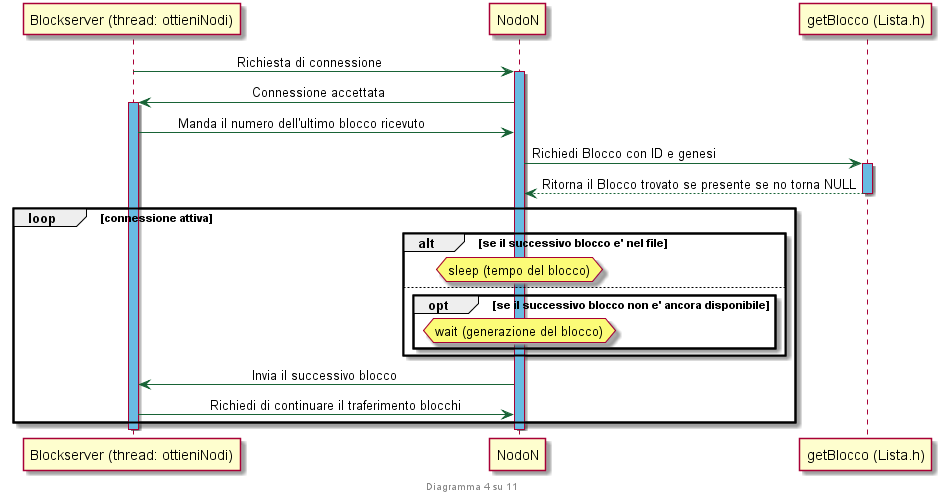 Blockserver (thread: ottieniNodi)
NodoN
getBlocco (Lista.h)
Richiesta di connessione
Connessione accettata
Manda il numero dell'ultimo blocco ricevuto
Richiedi Blocco con ID e genesi
Ritorna il Blocco trovato se presente se no torna NULL
loop [connessione attiva]
alt [se il successivo blocco e' nel file]
sleep (tempo del blocco)
opt [se il successivo blocco non e' ancora disponibile]
wait (generazione del blocco)
Invia il successivo blocco
Richiedi di continuare il traferimento blocchi
Blockserver (thread: ottieniNodi)
NodoN
getBlocco (Lista.h)
Diagramma 4 su 11